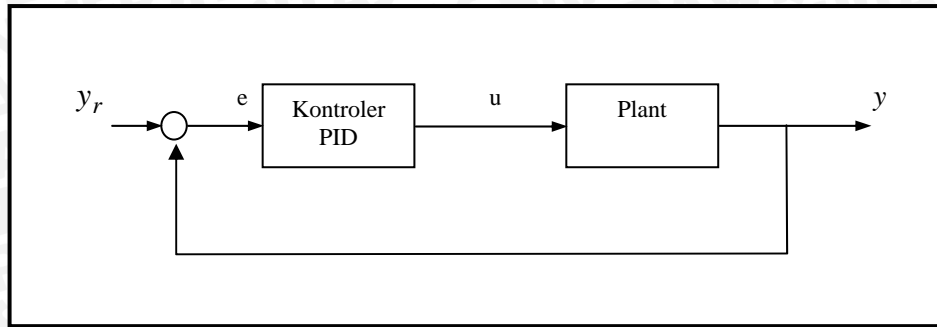 y_r
e
Kontroler
PID
u
Plant
y